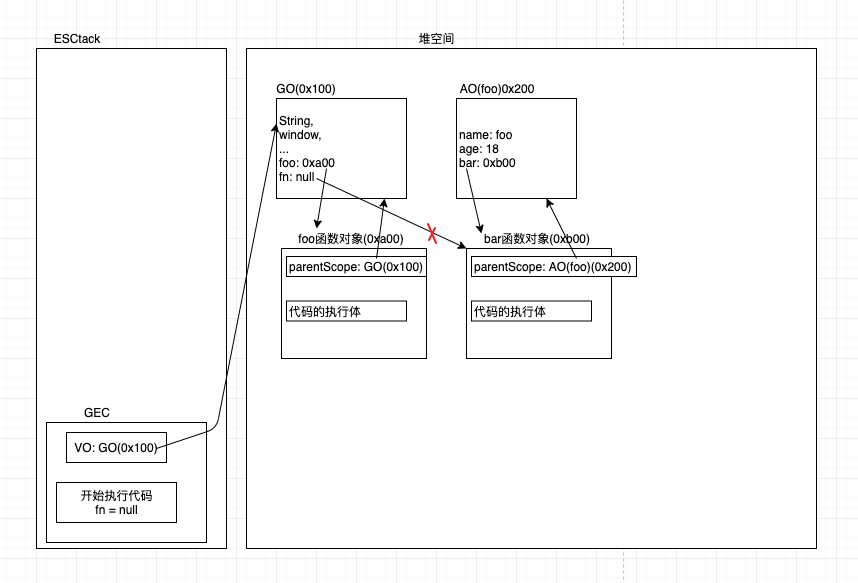 ESCtack
堆空间
GO(0x100)
String,
window,
...
foo: 0xa00
fn: null
AO(foo)0x200
name: foo
age: 18
bar: 0xb00
foo函数对象(0xa00)
parentScope: GO(0x100)
代码的执行体
bar函数对象(0xb00)
parentScope: AO(foo)(0x200)
代码的执行体
GEC
VO: GO(0x100)
开始执行代码
fn = null